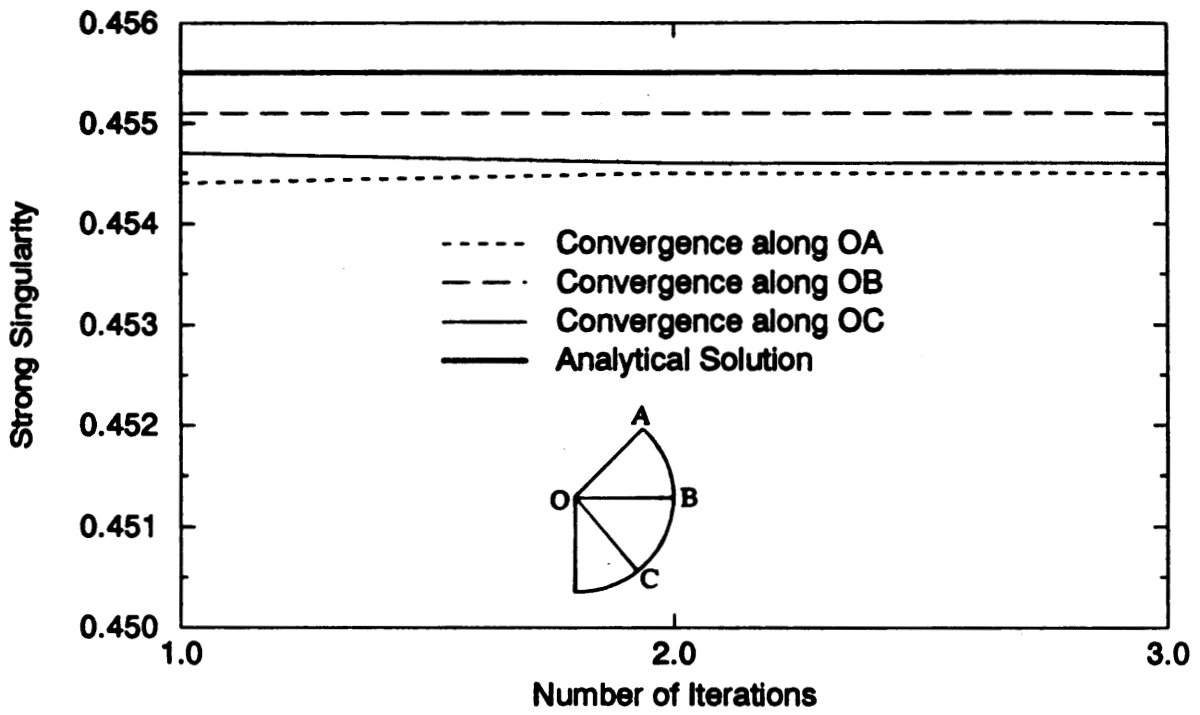 0.456
0.455
0.454
0.453
0.452
0.451
0.450
Strong Singularity
Convergence along OA
Convergence along OB
Convergence along OC
Analytical Solution
A
O
B
C
1.0
2.0
3.0
Number of Iterations